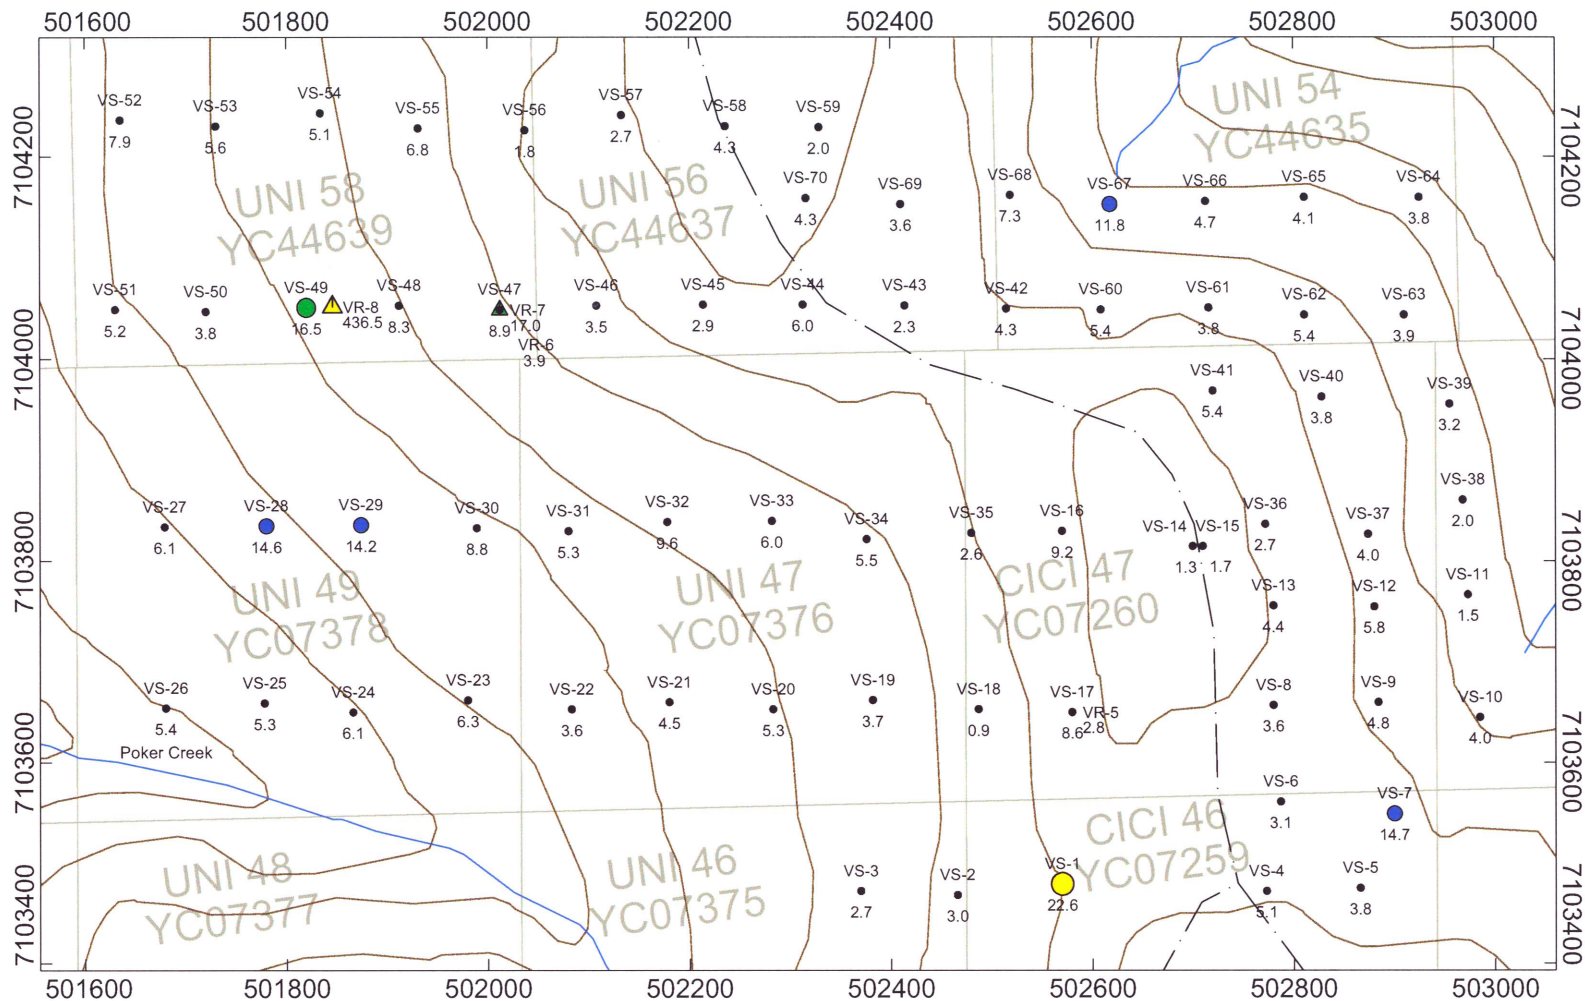 501600 501800 502000 502200 502400 502600 502800 503000
7104200
7104000
7103800
7103600
7103400
VS-52
7.9
VS-53
5.6
VS-54
5.1
VS-55
6.8
VS-56
1.8
VS-57
2.7
VS-58
4.3
VS-59
2.0
UNI 54
YC44635
UNI 58
YC44639
UNI 56
YC44637
VS-70
4.3
VS-69
3.6
VS-68
7.3
VS-67
11.8
VS-66
4.7
VS-65
4.1
VS-64
3.8
VS-51
5.2
VS-50
3.8
VS-49
16.5
VR-8
436.5
VS-48
8.3
VS-47
8.9
VR-7
17.0
VR-6
3.9
VS-46
3.5
VS-45
2.9
VS-44
6.0
VS-43
2.3
VS-42
4.3
VS-60
5.4
VS-61
3.8
VS-62
5.4
VS-63
3.9
VS-41
5.4
VS-40
3.8
VS-39
3.2
VS-38
2.0
VS-27
6.1
VS-28
14.6
VS-29
14.2
VS-30
8.8
VS-31
5.3
VS-32
9.6
VS-33
6.0
VS-34
5.5
VS-35
2.6
VS-16
9.2
VS-14
1.3
VS-15
1.7
VS-36
2.7
VS-37
4.0
UNI 49
YC07378
UNI 47
YC07376
CICI 47
YC07260
VS-13
4.4
VS-12
5.8
VS-11
1.5
VS-26
5.4
VS-25
5.3
VS-24
6.1
VS-23
6.3
VS-22
3.6
VS-21
4.5
VS-20
5.3
VS-19
3.7
VS-18
0.9
VS-17
8.6
VR-5
2.8
VS-8
3.6
VS-9
4.8
VS-10
4.0
Poker Creek
VS-6
3.1
VS-7
14.7
UNI 48
YC07377
UNI 46
YC07375
CICI 46
YC07259
VS-3
2.7
VS-2
3.0
VS-1
22.6
VS-4
5.1
VS-5
3.8
7104200
7104000
7103800
7103600
7103400
501600 501800 502000 502200 502400 502600 502800 503000